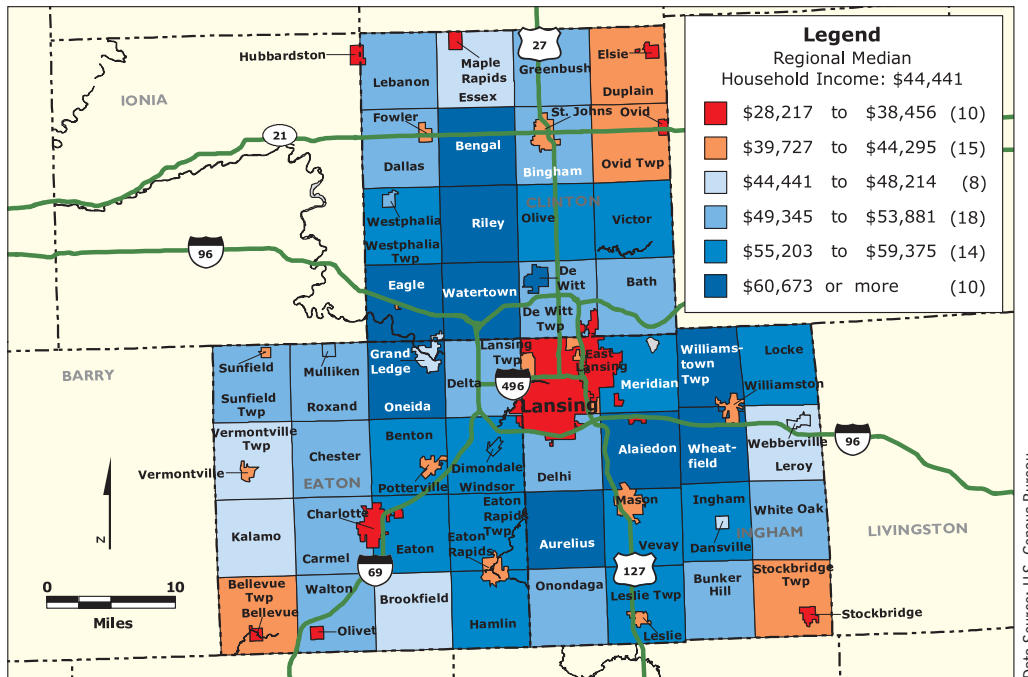 Legend
Regional Median
Household Income: $44,441
$28,217 to $38,456 (10)
$39,727 to $44,295 (15)
$44,441 to $48,214 (8)
$49,345 to $53,881 (18)
$55,203 to $59,375 (14)
$60,673 or more (10)
Hubbardston
Maple
Rapids
Essex
27
Greenbush
Elsie
Lebanon
Duplain
IONIA
Fowler
St. Johns
Ovid
21
Bengal
Dallas
Bingham
Ovid Twp
CLINTON
Westphalia
Riley
Olive
Victor
Westphalia
Twp
96
Eagle
Watertown
De
Witt
Bath
De Witt
Twp
BARRY
Sunfield
Mulliken
Grand
Ledge
Lansing
Twp
East
Lansing
Williams-
town
Twp
Locke
Sunfield
Twp
Roxand
Oneida
Delta
496
Lansing
Meridian
Williamston
Vermontville
Twp
Benton
Webberville
96
Vermontville
Chester
Dimondale
Alaiedon
Wheat-
field
Leroy
EATON
Potterville
Windsor
Delhi
Charlotte
Eaton
Rapids
Twp
Mason
Ingham
White Oak
Kalamo
Eaton
Rapids
INGHAM
LIVINGSTON
Carmel
Eaton
Aurelius
Vevay
Dansville
N
69
127
Bellevue
Twp
Walton
Brookfield
Onondaga
Leslie Twp
Bunker
Hill
Stockbridge
Twp
Bellevue
Olivet
Hamlin
Leslie
Stockbridge
0 10
Miles
Data Source: U.S. Census Bureau